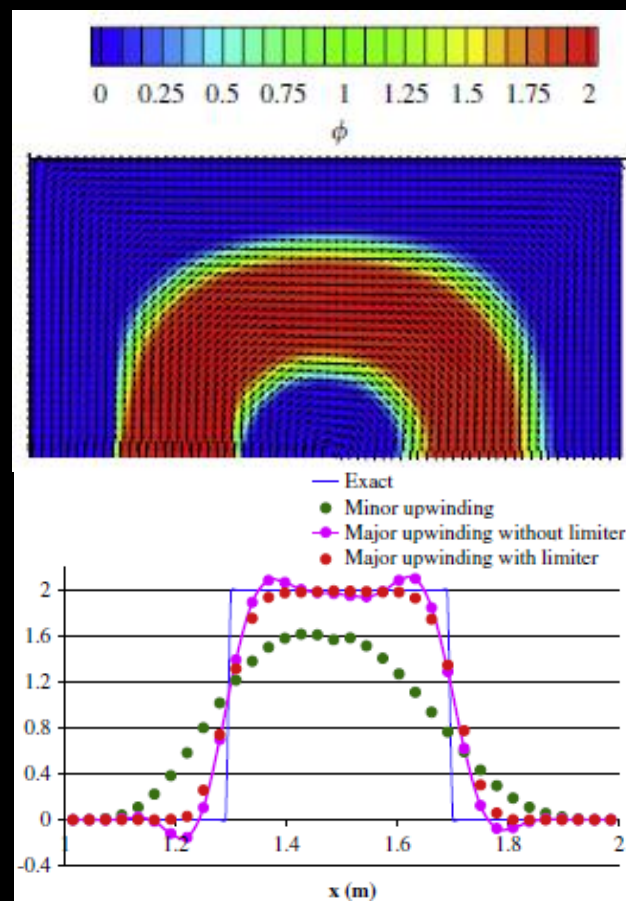 0 0.25 0.5 0.75 1 1.25 1.5 1.75 2
ϕ
Exact
Minor upwinding
Major upwinding without limiter
Major upwinding with limiter
2
1.6
1.2
0.8
0.4
0
-0.4
1 1.2 1.4 1.6 1.8 2
x (m)